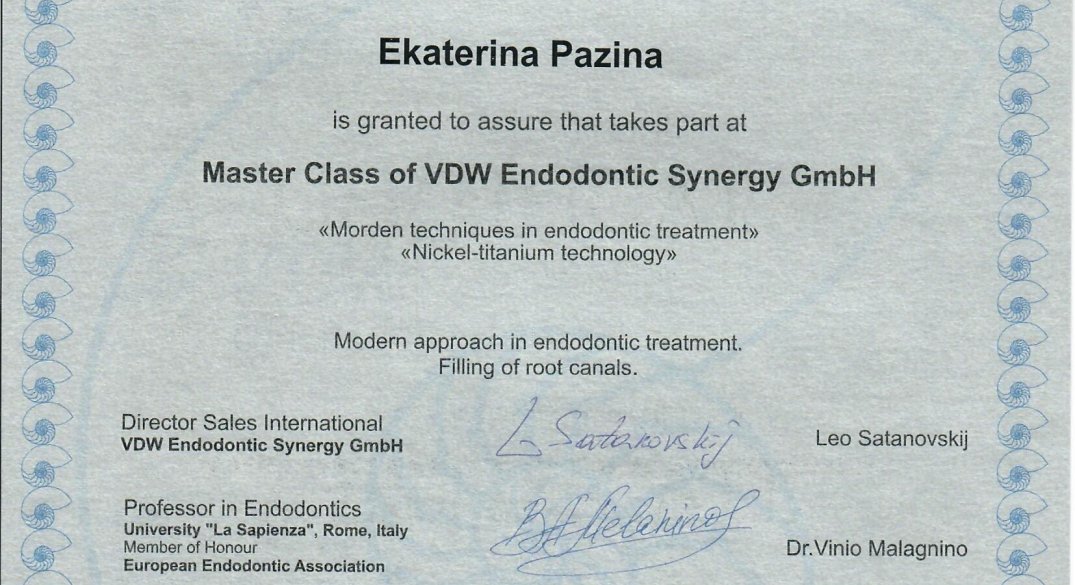 Ekaterina Pazina
is granted to assure that takes part at
Master Class of VDW Endodontic Synergy GmbH
«Morden techniques in endodontic treatment»
«Nickel-titanium technology»
Modern approach in endodontic treatment.
Filling of root canals.
Director Sales International
VDW Endodontic Synergy GmbH
L Satanovskij
Leo Satanovskij
Professor in Endodontics
University "La Sapienza", Rome, Italy
Member of Honour
European Endodontic Association
Dr.Vinio Malagnino